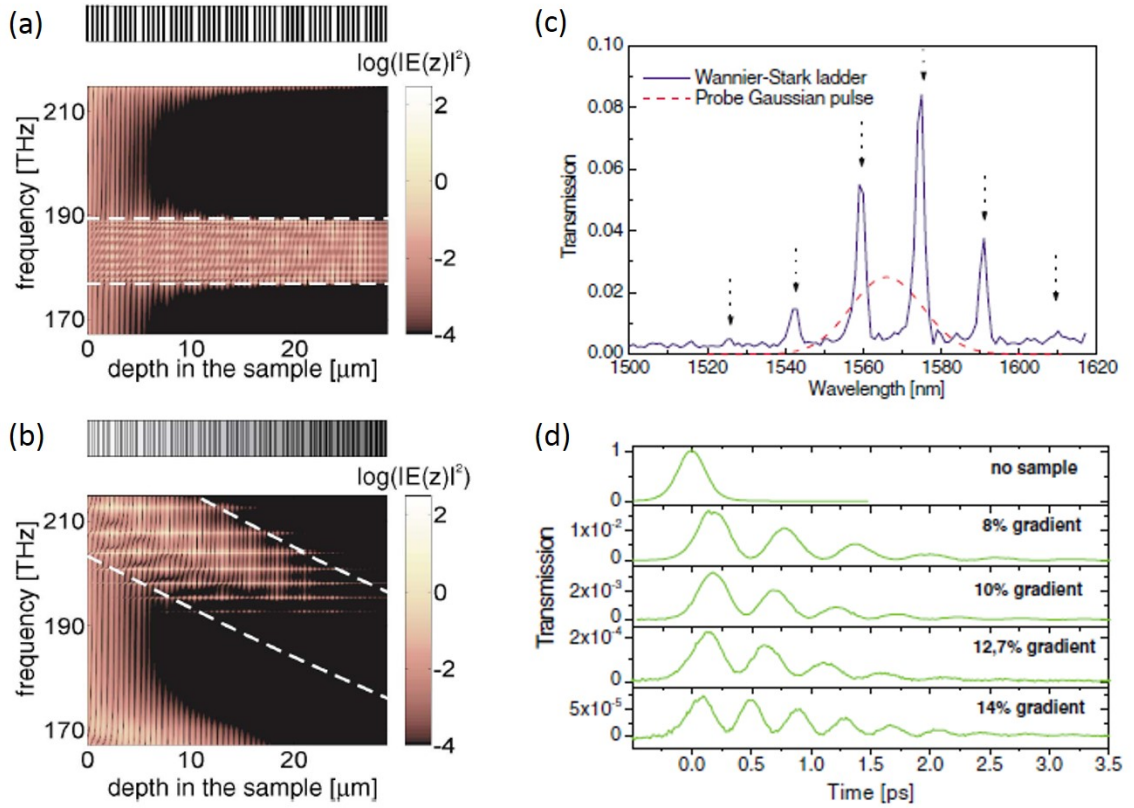 (a)
log(|E(z)|²)
210
190
170
frequency [THz]
2
0
-2
-4
0
10
20
depth in the sample [μm]
(b)
log(|E(z)|²)
210
190
170
frequency [THz]
2
0
-2
-4
0
10
20
depth in the sample [μm]
(c)
0.10
0.08
0.06
0.04
0.02
0.00
Transmission
Wannier-Stark ladder
Probe Gaussian pulse
1500
1520
1540
1560
1580
1600
1620
Wavelength [nm]
(d)
1
0
no sample
1x10⁻²
0
8% gradient
2x10⁻³
0
10% gradient
2x10⁻⁴
0
12,7% gradient
5x10⁻⁵
0
14% gradient
Transmission
0.0
0.5
1.0
1.5
2.0
2.5
3.0
3.5
Time [ps]